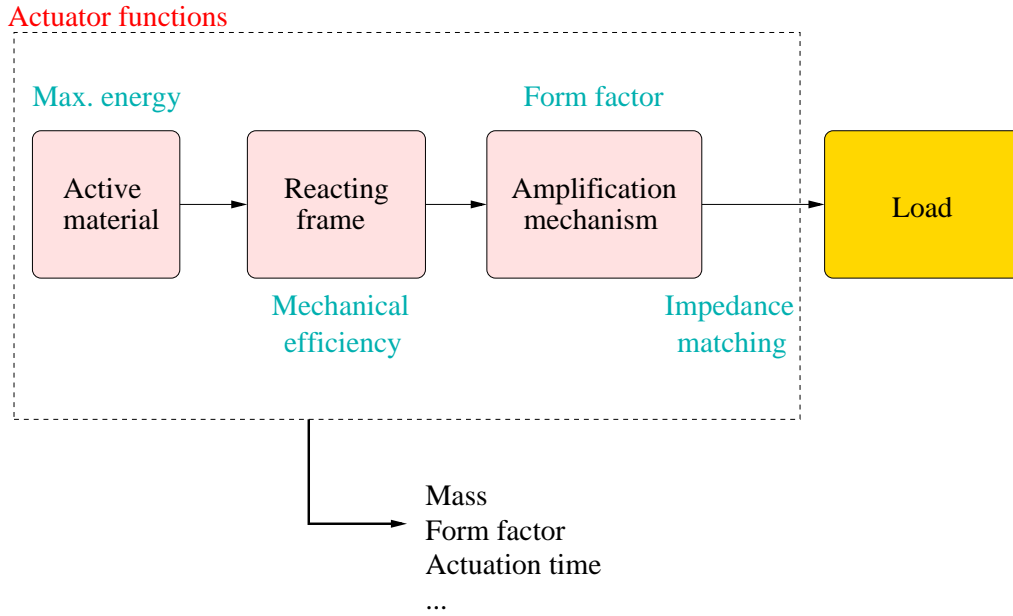 Actuator functions
Max. energy
Form factor
Active
material
Reacting
frame
Amplification
mechanism
Load
Mechanical
efficiency
Impedance
matching
Mass
Form factor
Actuation time
...